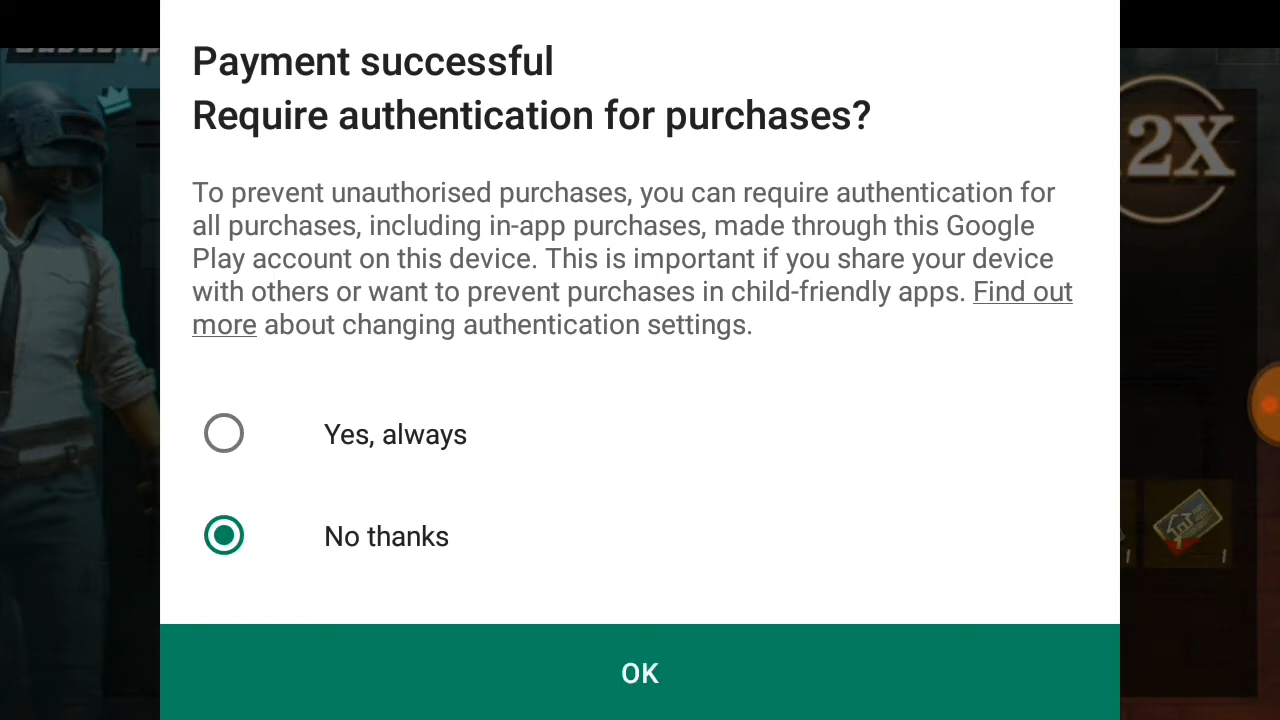 Payment successful
Require authentication for purchases?
To prevent unauthorised purchases, you can require authentication for
all purchases, including in-app purchases, made through this Google
Play account on this device. This is important if you share your device
with others or want to prevent purchases in child-friendly apps. Find out
more about changing authentication settings.
Yes, always
No thanks
OK
2X
1
1